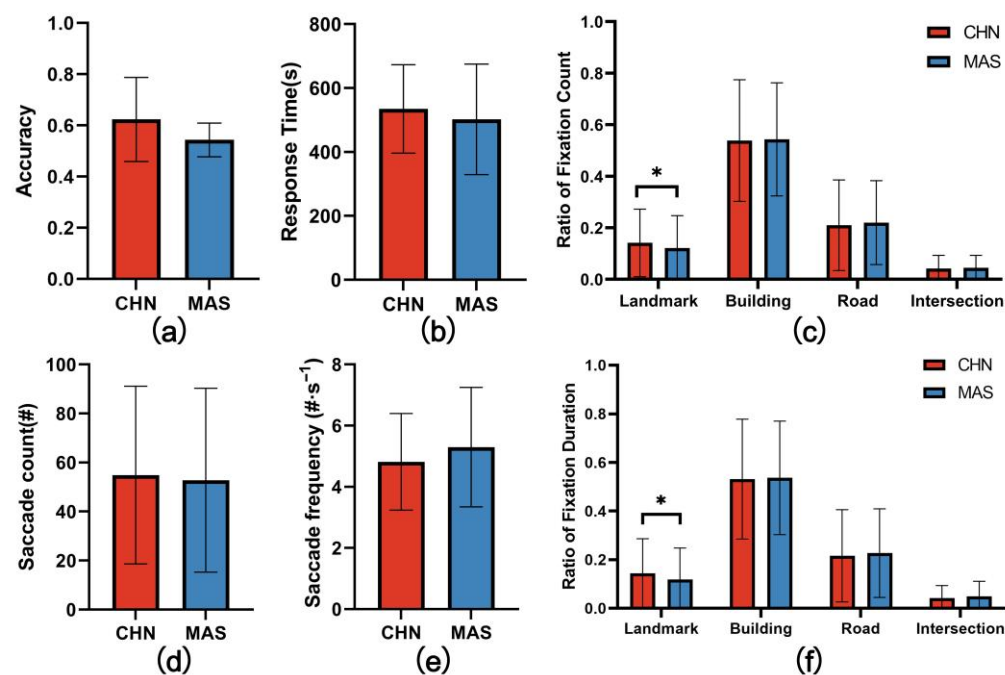 Accuracy
1.0
0.8
0.6
0.4
0.2
0.0
CHN MAS
(a)
Response Time(s)
800
600
400
200
0
CHN MAS
(b)
Ratio of Fixation Count
1.0
0.8
0.6
0.4
0.2
0.0
CHN
MAS
*
Landmark Building Road Intersection
(c)
Saccade count(#)
100
80
60
40
20
0
CHN MAS
(d)
Saccade frequency (#·s⁻¹)
8
6
4
2
0
CHN MAS
(e)
Ratio of Fixation Duration
1.0
0.8
0.6
0.4
0.2
0.0
CHN
MAS
*
Landmark Building Road Intersection
(f)